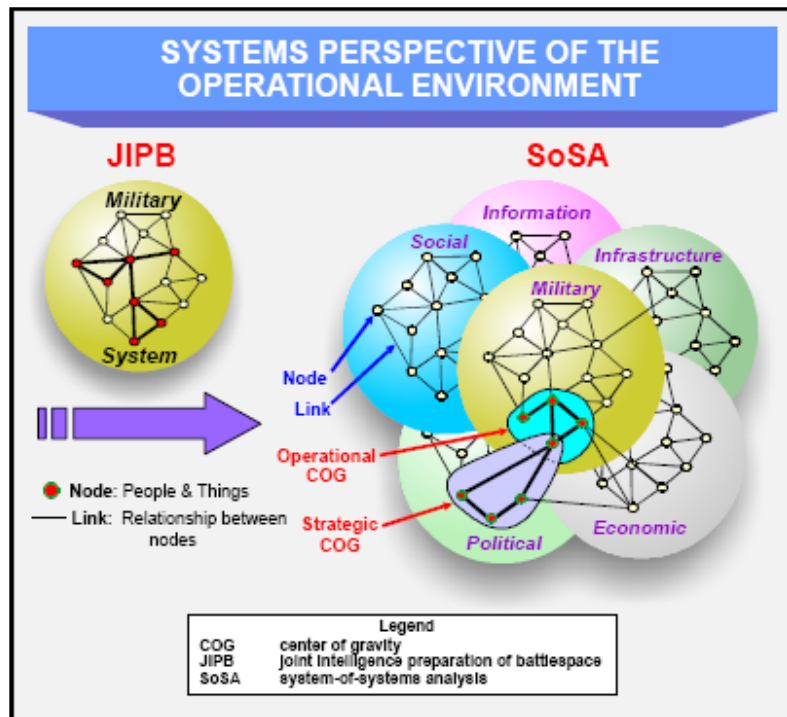 SYSTEMS PERSPECTIVE OF THE
OPERATIONAL ENVIRONMENT
JIPB
SoSA
Military
System
Information
Social
Infrastructure
Military
Node
Link
Operational
COG
Strategic
COG
Political
Economic
Node: People & Things
Link: Relationship between
nodes
Legend
COG center of gravity
JIPB joint intelligence preparation of battlespace
SoSA system-of-systems analysis